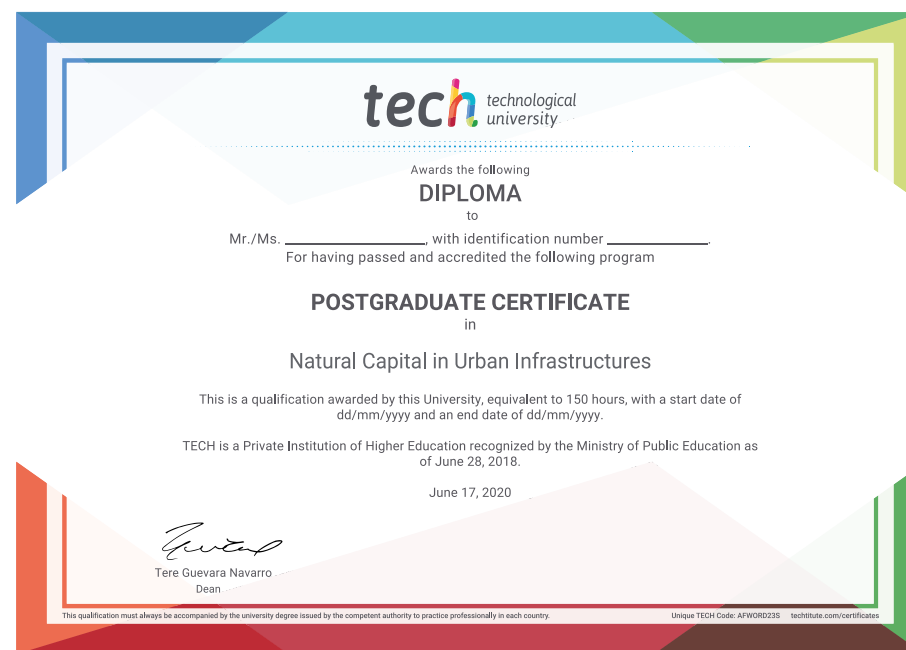 tech technological
university
Awards the following
DIPLOMA
to
Mr./Ms. ____________, with identification number ____________.
For having passed and accredited the following program
POSTGRADUATE CERTIFICATE
in
Natural Capital in Urban Infrastructures
This is a qualification awarded by this University, equivalent to 150 hours, with a start date of
dd/mm/yyyy and an end date of dd/mm/yyyy.
TECH is a Private Institution of Higher Education recognized by the Ministry of Public Education as
of June 28, 2018.
June 17, 2020
Tere Guevara Navarro
Dean
This qualification must always be accompanied by the university degree issued by the competent authority to practice professionally in each country. Unique TECH Code: AFWORD23S techtitute.com/certificates